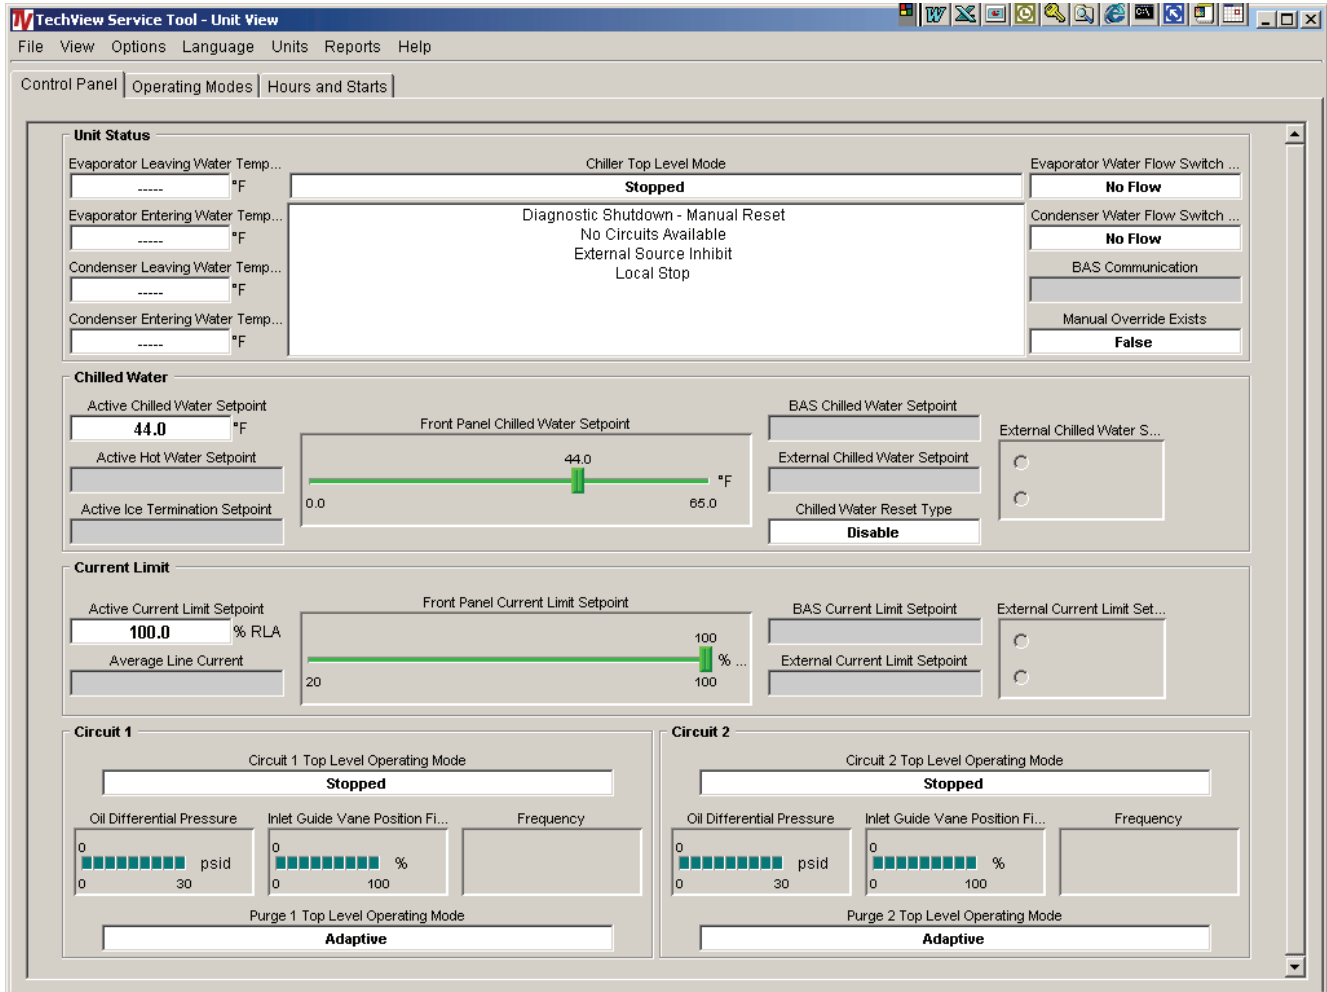 TechView Service Tool - Unit View
File View Options Language Units Reports Help
Control Panel Operating Modes Hours and Starts
Unit Status
Evaporator Leaving Water Temp...
----- °F
Evaporator Entering Water Temp...
----- °F
Condenser Leaving Water Temp...
----- °F
Condenser Entering Water Temp...
----- °F
Chiller Top Level Mode
Stopped
Diagnostic Shutdown - Manual Reset
No Circuits Available
External Source Inhibit
Local Stop
Evaporator Water Flow Switch ...
No Flow
Condenser Water Flow Switch ...
No Flow
BAS Communication
Manual Override Exists
False
Chilled Water
Active Chilled Water Setpoint
44.0 °F
Active Hot Water Setpoint
Active Ice Termination Setpoint
Front Panel Chilled Water Setpoint
44.0
°F
0.0 65.0
BAS Chilled Water Setpoint
External Chilled Water Setpoint
Chilled Water Reset Type
Disable
External Chilled Water S...
Current Limit
Active Current Limit Setpoint
100.0 % RLA
Average Line Current
Front Panel Current Limit Setpoint
100
% ...
20 100
BAS Current Limit Setpoint
External Current Limit Setpoint
External Current Limit Set...
Circuit 1
Circuit 1 Top Level Operating Mode
Stopped
Oil Differential Pressure
0
psid
0 30
Inlet Guide Vane Position Fi...
0
%
0 100
Frequency
Purge 1 Top Level Operating Mode
Adaptive
Circuit 2
Circuit 2 Top Level Operating Mode
Stopped
Oil Differential Pressure
0
psid
0 30
Inlet Guide Vane Position Fi...
0
%
0 100
Frequency
Purge 2 Top Level Operating Mode
Adaptive